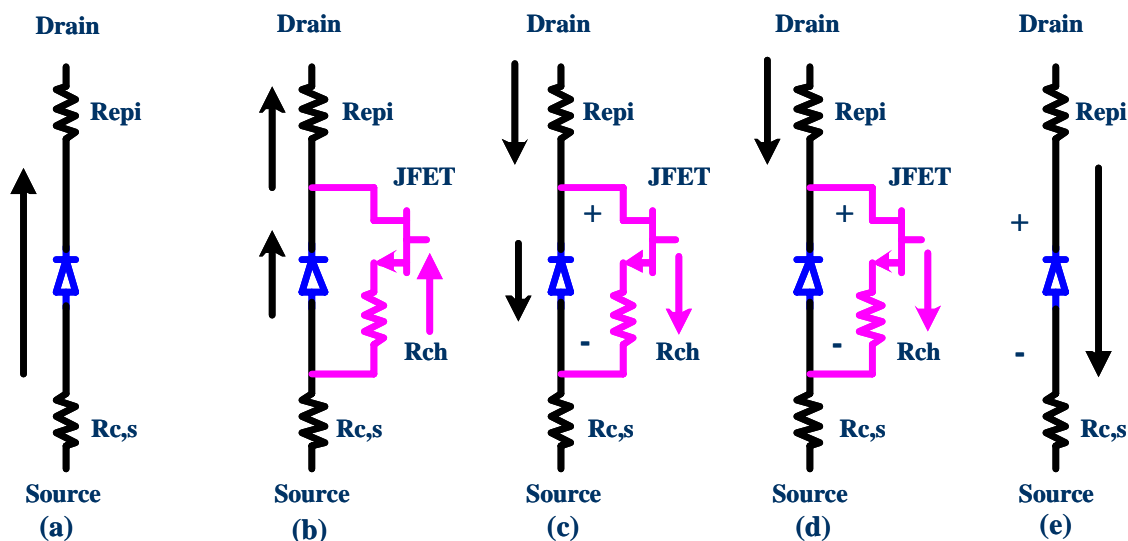 Drain Drain Drain Drain Drain
Repi Repi Repi Repi Repi
JFET JFET JFET
+ + + +
- - -
Rch Rch Rch
Rc,s Rc,s Rc,s Rc,s Rc,s
Source Source Source Source Source
(a) (b) (c) (d) (e)